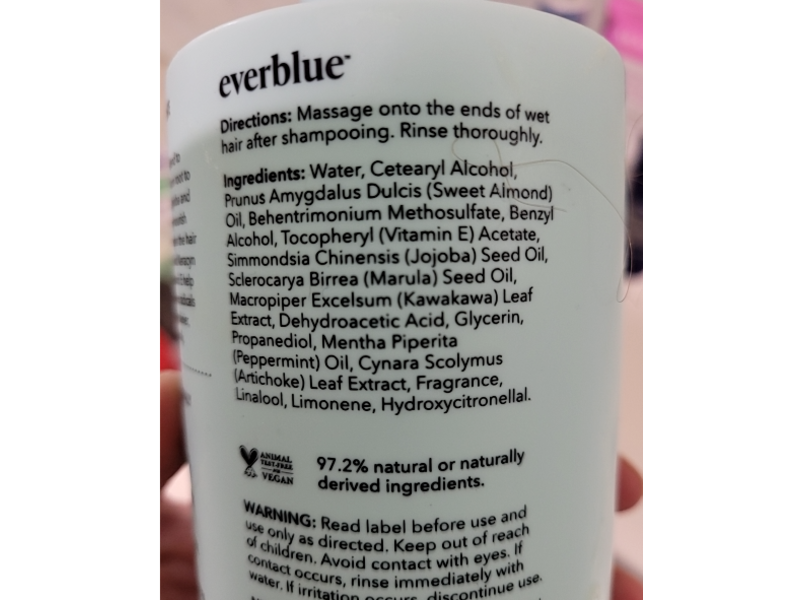 everblue™
Directions: Massage onto the ends of wet
hair after shampooing. Rinse thoroughly.
Ingredients: Water, Cetearyl Alcohol,
Prunus Amygdalus Dulcis (Sweet Almond)
Oil, Behentrimonium Methosulfate, Benzyl
Alcohol, Tocopheryl (Vitamin E) Acetate,
Simmondsia Chinensis (Jojoba) Seed Oil,
Sclerocarya Birrea (Marula) Seed Oil,
Macropiper Excelsum (Kawakawa) Leaf
Extract, Dehydroacetic Acid, Glycerin,
Propanediol, Mentha Piperita
(Peppermint) Oil, Cynara Scolymus
(Artichoke) Leaf Extract, Fragrance,
Linalool, Limonene, Hydroxycitronellal.
ANIMAL
TEST-FREE
VEGAN
97.2% natural or naturally
derived ingredients.
WARNING: Read label before use and
use only as directed. Keep out of reach
of children. Avoid contact with eyes. If
contact occurs, rinse immediately with
water. If irritation occurs, discontinue use.